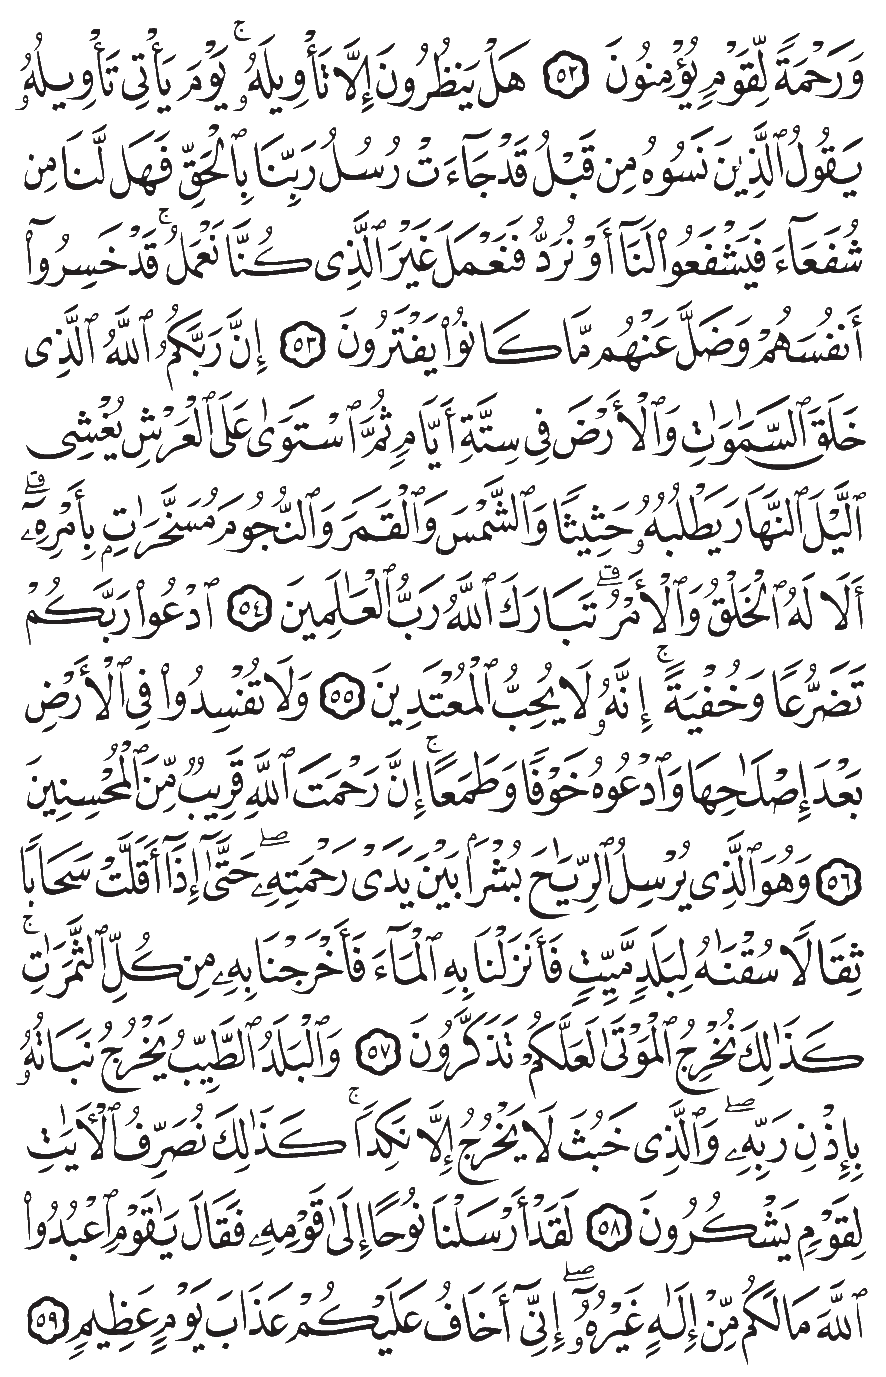 وَرَحْمَةً لِّقَوْمٍ يُؤْمِنُونَ ٥٢ هَلْ يَنظُرُونَ إِلَّا تَأْوِيلَهُۥ ۚ يَوْمَ يَأْتِى تَأْوِيلُهُۥ
يَقُولُ ٱلَّذِينَ نَسُوهُ مِن قَبْلُ قَدْ جَآءَتْ رُسُلُ رَبِّنَا بِٱلْحَقِّ فَهَل لَّنَا مِن
شُفَعَآءَ فَيَشْفَعُوا۟ لَنَآ أَوْ نُرَدُّ فَنَعْمَلَ غَيْرَ ٱلَّذِى كُنَّا نَعْمَلُ ۚ قَدْ خَسِرُوٓا۟
أَنفُسَهُمْ وَضَلَّ عَنْهُم مَّا كَانُوا۟ يَفْتَرُونَ ٥٣ إِنَّ رَبَّكُمُ ٱللَّهُ ٱلَّذِى
خَلَقَ ٱلسَّمَٰوَٰتِ وَٱلْأَرْضَ فِى سِتَّةِ أَيَّامٍ ثُمَّ ٱسْتَوَىٰ عَلَى ٱلْعَرْشِ يُغْشِى
ٱلَّيْلَ ٱلنَّهَارَ يَطْلُبُهُۥ حَثِيثًا وَٱلشَّمْسَ وَٱلْقَمَرَ وَٱلنُّجُومَ مُسَخَّرَٰتٍۭ بِأَمْرِهِۦٓ ۗ
أَلَا لَهُ ٱلْخَلْقُ وَٱلْأَمْرُ ۗ تَبَارَكَ ٱللَّهُ رَبُّ ٱلْعَٰلَمِينَ ٥٤ ٱدْعُوا۟ رَبَّكُمْ
تَضَرُّعًا وَخُفْيَةً ۚ إِنَّهُۥ لَا يُحِبُّ ٱلْمُعْتَدِينَ ٥٥ وَلَا تُفْسِدُوا۟ فِى ٱلْأَرْضِ
بَعْدَ إِصْلَٰحِهَا وَٱدْعُوهُ خَوْفًا وَطَمَعًا ۚ إِنَّ رَحْمَتَ ٱللَّهِ قَرِيبٌ مِّنَ ٱلْمُحْسِنِينَ
٥٦ وَهُوَ ٱلَّذِى يُرْسِلُ ٱلرِّيَٰحَ بُشْرًۢا بَيْنَ يَدَىْ رَحْمَتِهِۦ ۖ حَتَّىٰٓ إِذَآ أَقَلَّتْ سَحَابًا
ثِقَالًا سُقْنَٰهُ لِبَلَدٍ مَّيِّتٍ فَأَنزَلْنَا بِهِ ٱلْمَآءَ فَأَخْرَجْنَا بِهِۦ مِن كُلِّ ٱلثَّمَرَٰتِ ۚ
كَذَٰلِكَ نُخْرِجُ ٱلْمَوْتَىٰ لَعَلَّكُمْ تَذَكَّرُونَ ٥٧ وَٱلْبَلَدُ ٱلطَّيِّبُ يَخْرُجُ نَبَاتُهُۥ
بِإِذْنِ رَبِّهِۦ ۖ وَٱلَّذِى خَبُثَ لَا يَخْرُجُ إِلَّا نَكِدًا ۚ كَذَٰلِكَ نُصَرِّفُ ٱلْءَايَٰتِ
لِقَوْمٍ يَشْكُرُونَ ٥٨ لَقَدْ أَرْسَلْنَا نُوحًا إِلَىٰ قَوْمِهِۦ فَقَالَ يَٰقَوْمِ ٱعْبُدُوا۟
ٱللَّهَ مَا لَكُم مِّنْ إِلَٰهٍ غَيْرُهُۥٓ ۖ إِنِّىٓ أَخَافُ عَلَيْكُمْ عَذَابَ يَوْمٍ عَظِيمٍ ٥٩